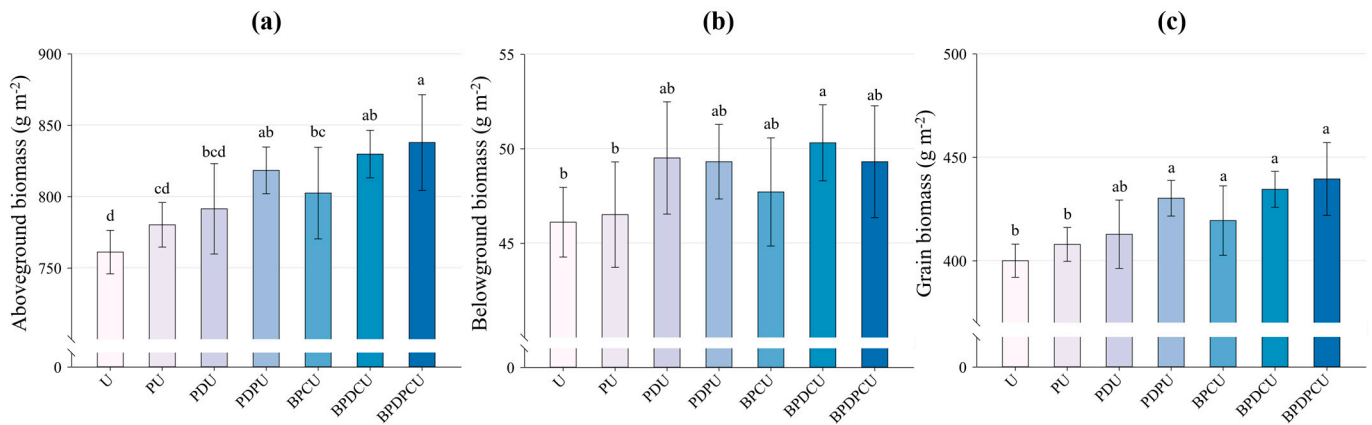 (a)
Aboveground biomass (g m-2)
900
850
800
750
0
d
cd
bcd
ab
bc
ab
a
U
PU
PDU
PDPU
BPCU
BPDCU
BPDPCU
(b)
Belowground biomass (g m-2)
55
50
45
0
b
b
ab
ab
ab
a
ab
U
PU
PDU
PDPU
BPCU
BPDCU
BPDPCU
(c)
Grain biomass (g m-2)
500
450
400
0
b
b
ab
a
a
a
a
U
PU
PDU
PDPU
BPCU
BPDCU
BPDPCU